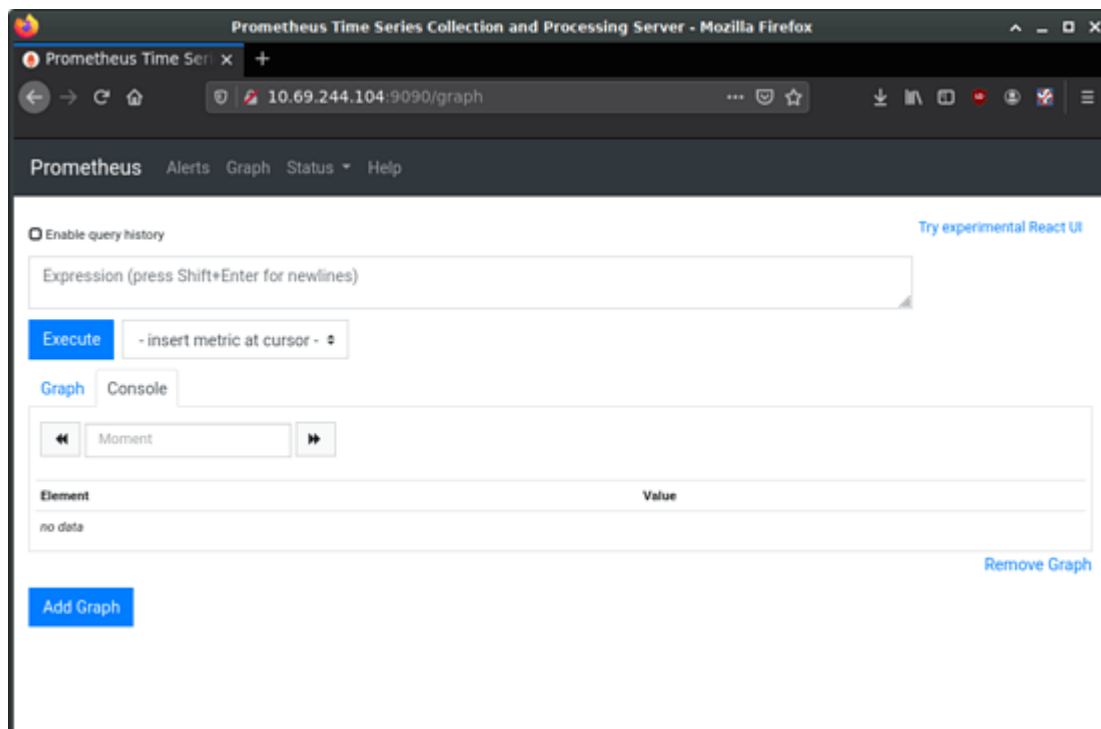 Prometheus Time Series Collection and Processing Server - Mozilla Firefox
Prometheus Time Seri
10.69.244.104:9090/graph
Prometheus Alerts Graph Status Help
Enable query history
Try experimental React UI
Expression (press Shift+Enter for newlines)
Execute - insert metric at cursor -
Graph Console
Moment
Element Value
no data
Remove Graph
Add Graph